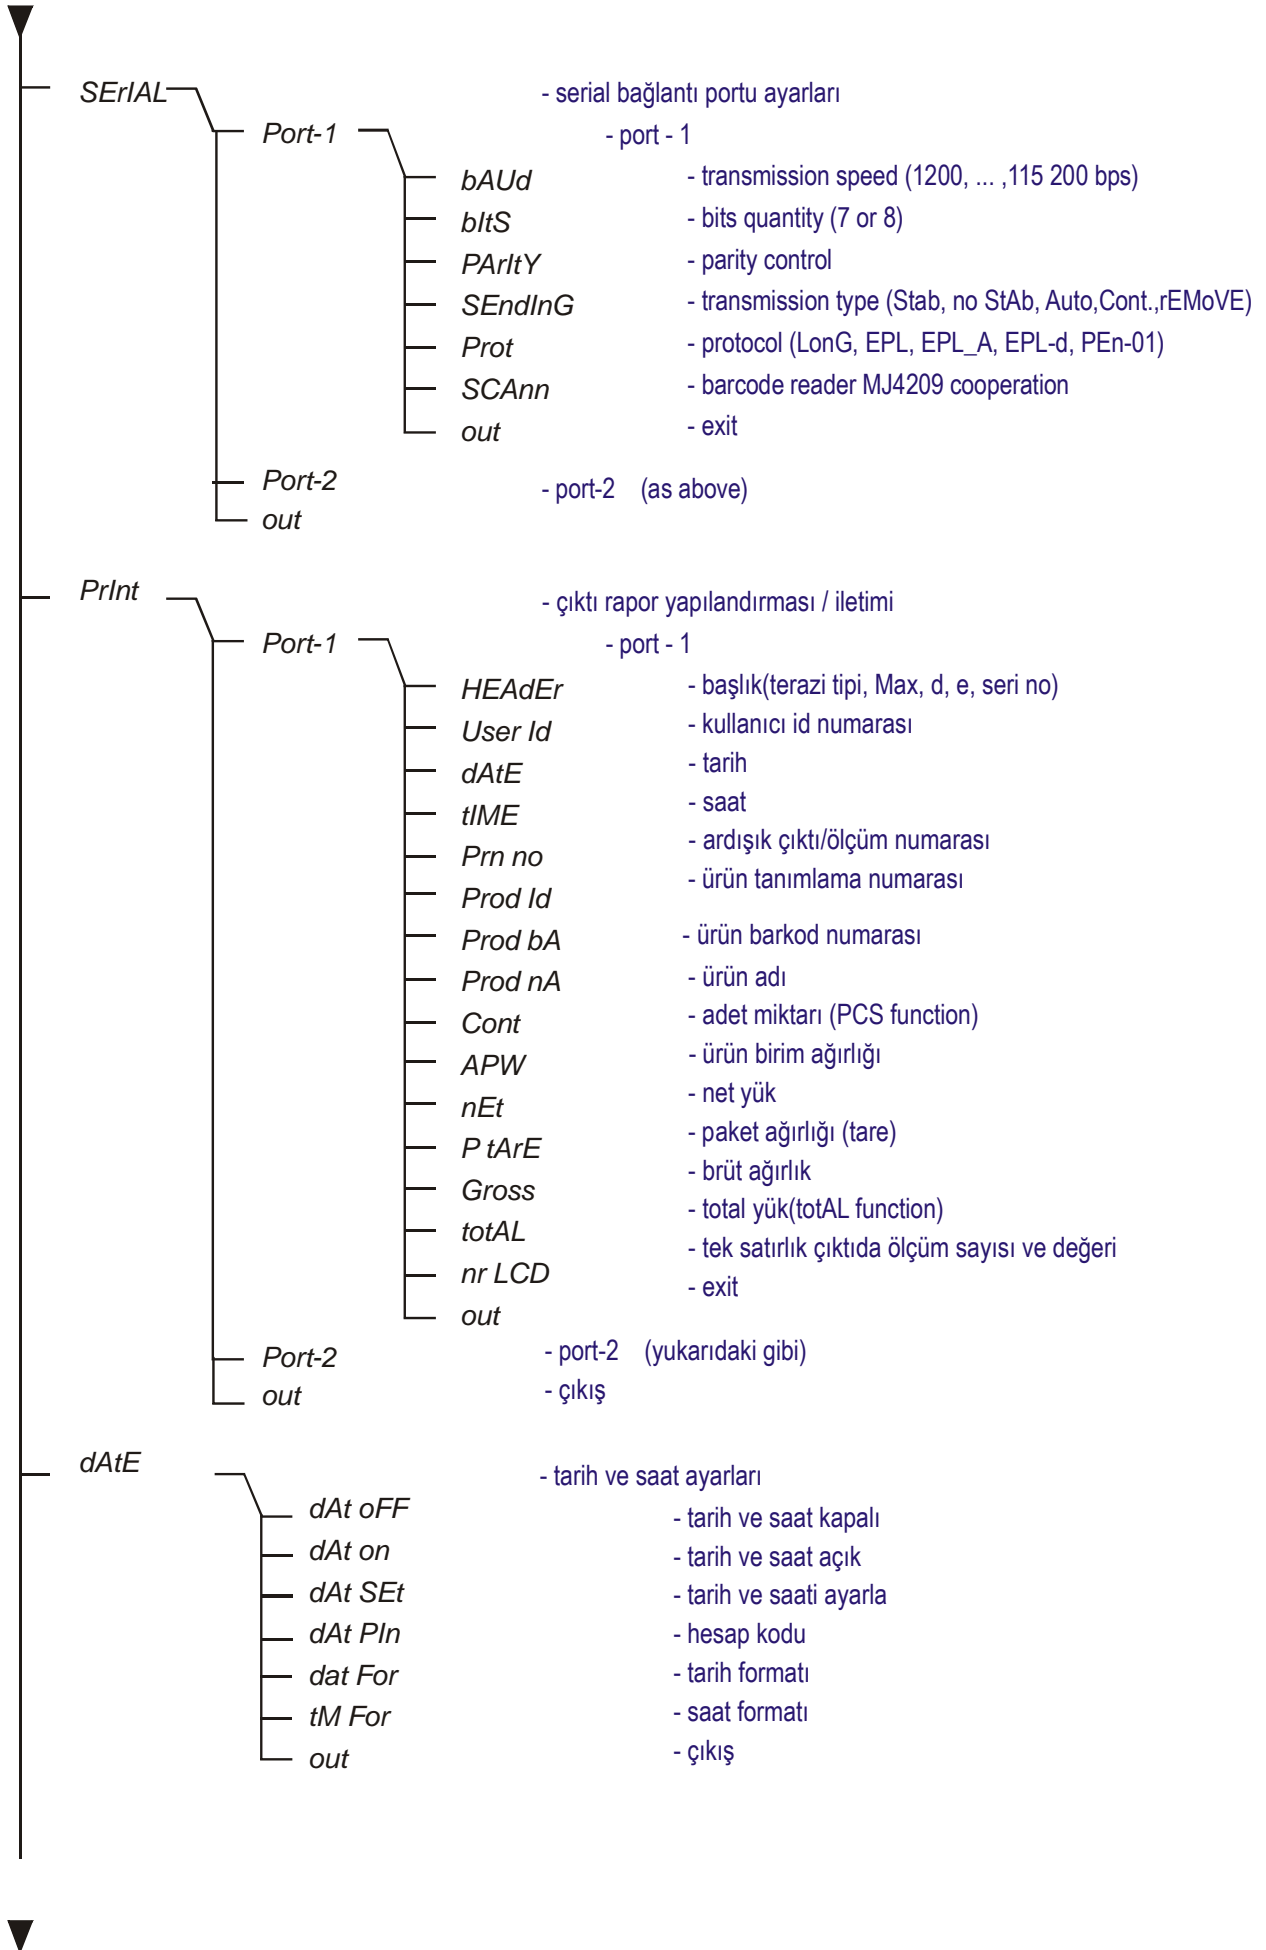 SErIAL - serial bağlantı portu ayarları
Port-1 - port - 1
bAUd - transmission speed (1200, ... ,115 200 bps)
bItS - bits quantity (7 or 8)
PArItY - parity control
SEndInG - transmission type (Stab, no StAb, Auto,Cont.,rEMoVE)
Prot - protocol (LonG, EPL, EPL_A, EPL-d, PEn-01)
SCAnn - barcode reader MJ4209 cooperation
out - exit
Port-2 - port-2 (as above)
out
PrInt - çıktı rapor yapılandırması / iletimi
Port-1 - port - 1
HEAdEr - başlık(terazi tipi, Max, d, e, seri no)
User Id - kullanıcı id numarası
dAtE - tarih
tIME - saat
Prn no - ardışık çıktı/ölçüm numarası
Prod Id - ürün tanımlama numarası
Prod bA - ürün barkod numarası
Prod nA - ürün adı
Cont - adet miktarı (PCS function)
APW - ürün birim ağırlığı
nEt - net yük
P tArE - paket ağırlığı (tare)
Gross - brüt ağırlık
totAL - total yük(totAL function)
nr LCD - tek satırlık çıktıda ölçüm sayısı ve değeri
out - exit
Port-2 - port-2 (yukarıdaki gibi)
out - çıkış
dAtE - tarih ve saat ayarları
dAt oFF - tarih ve saat kapalı
dAt on - tarih ve saat açık
dAt SEt - tarih ve saati ayarla
dAt PIn - hesap kodu
dat For - tarih formatı
tM For - saat formatı
out - çıkış